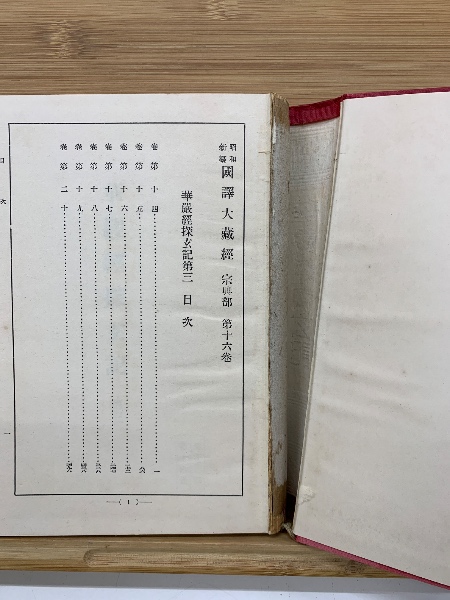 昭和新纂 國譯大藏經 宗典部 第十六卷
華嚴經探玄記第三 目次
卷第十四 一
卷第十五
卷第十六
卷第十七
卷第十八
卷第十九
卷第二十
(1)
目次
一